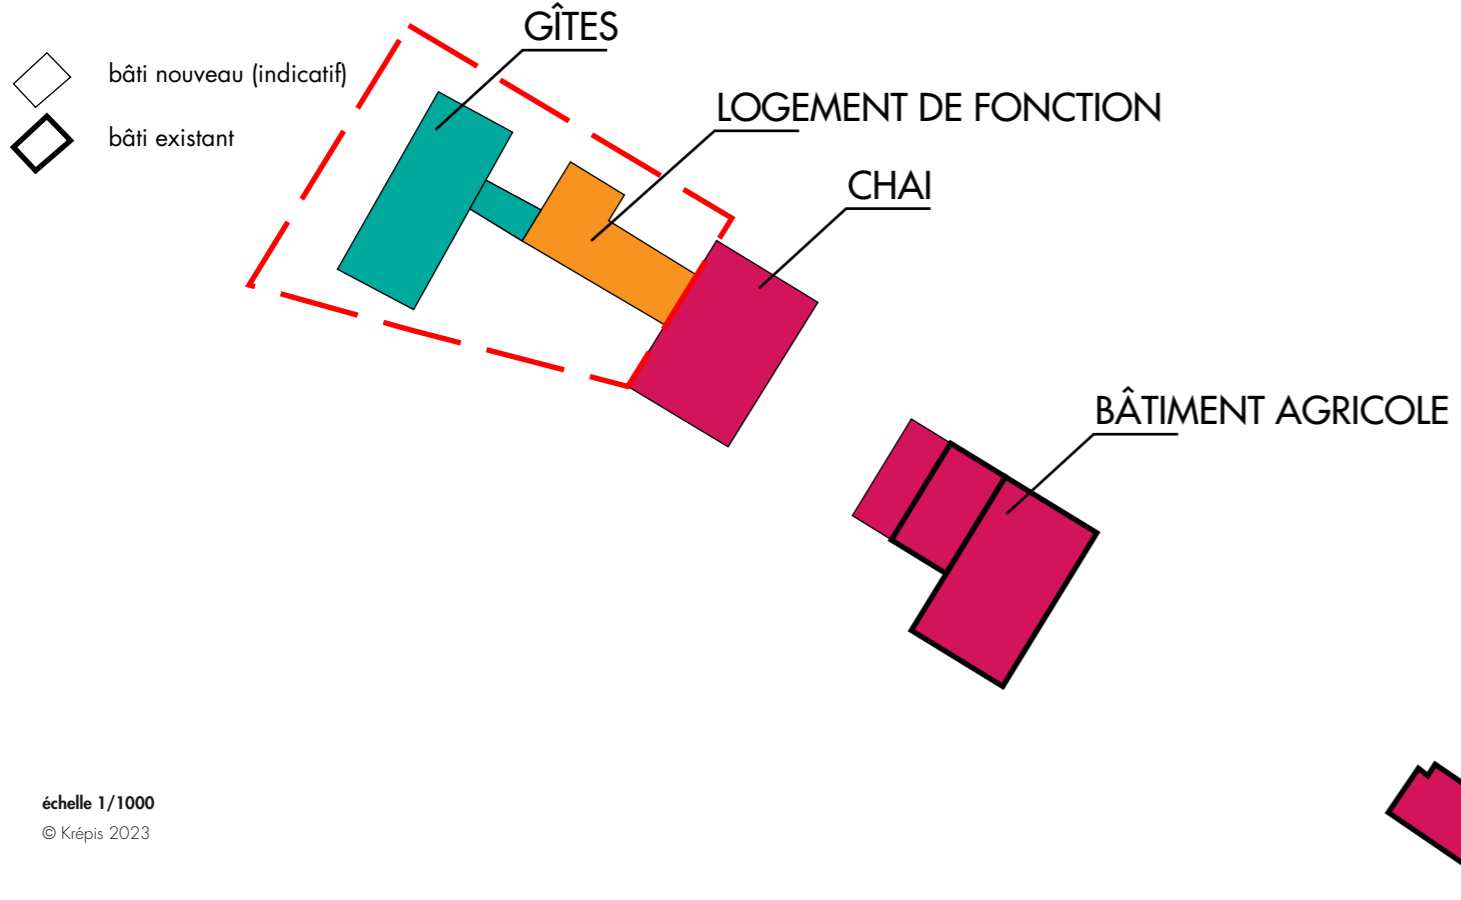 GÎTES
bâti nouveau (indicatif)
LOGEMENT DE FONCTION
bâti existant
CHAI
BÂTIMENT AGRICOLE
échelle 1/1000
© Krépis 2023